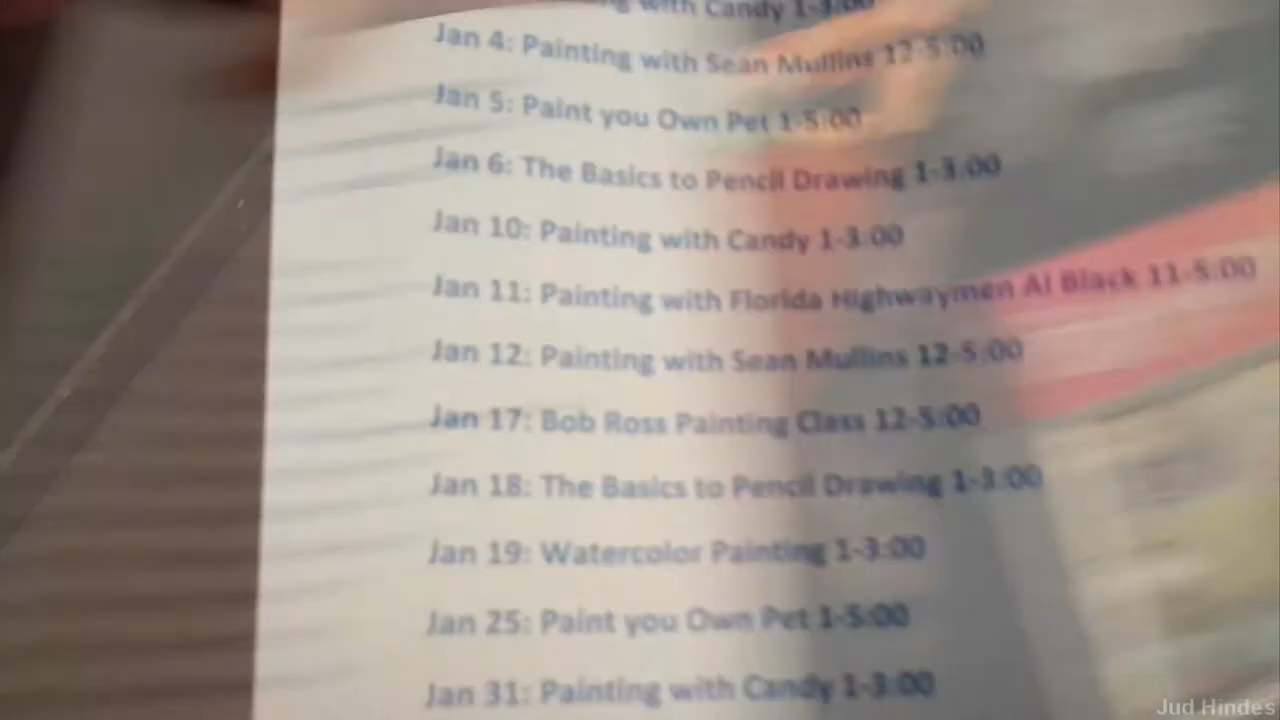 with Candy 1-3:00
Jan 4: Painting with Sean Mullins 12-5:00
Jan 5: Paint you Own Pet 1-5:00
Jan 6: The Basics to Pencil Drawing 1-3:00
Jan 10: Painting with Candy 1-3:00
Jan 11: Painting with Florida Highwaymen Al Black 11-5:00
Jan 12: Painting with Sean Mullins 12-5:00
Jan 17: Bob Ross Painting Class 12-5:00
Jan 18: The Basics to Pencil Drawing 1-3:00
Jan 19: Watercolor Painting 1-3:00
Jan 25: Paint you Own Pet 1-5:00
Jan 31: Painting with Candy 1-3:00
Jud Hindes